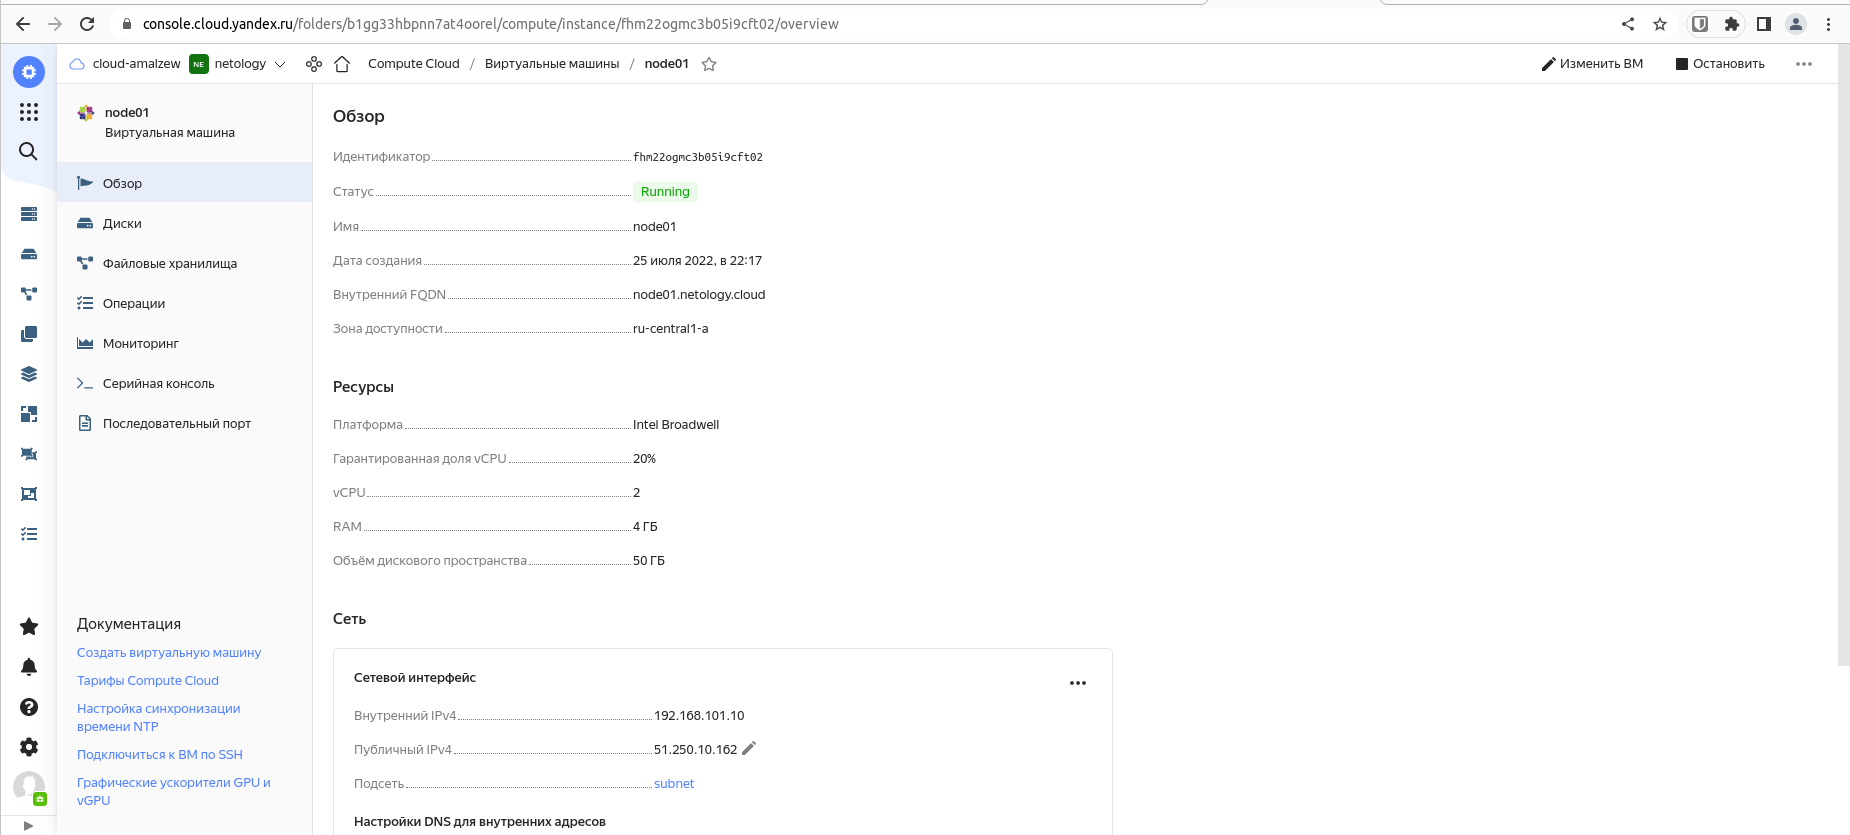 console.cloud.yandex.ru/folders/b1gg33hbpnn7at4oorel/compute/instance/fhm22ogmc3b05i9cft02/overview
cloud-amalzew NE netology Compute Cloud / Виртуальные машины / node01 Изменить ВМ Остановить
node01
Виртуальная машина
Обзор
Диски
Файловые хранилища
Операции
Мониторинг
Серийная консоль
Последовательный порт
Документация
Создать виртуальную машину
Тарифы Compute Cloud
Настройка синхронизации
времени NTP
Подключиться к ВМ по SSH
Графические ускорители GPU и
vGPU
Обзор
Идентификатор fhm22ogmc3b05i9cft02
Статус Running
Имя node01
Дата создания 25 июля 2022, в 22:17
Внутренний FQDN node01.netology.cloud
Зона доступности ru-central1-a
Ресурсы
Платформа Intel Broadwell
Гарантированная доля vCPU 20%
vCPU 2
RAM 4 ГБ
Объём дискового пространства 50 ГБ
Сеть
Сетевой интерфейс
Внутренний IPv4 192.168.101.10
Публичный IPv4 51.250.10.162
Подсеть subnet
Настройки DNS для внутренних адресов